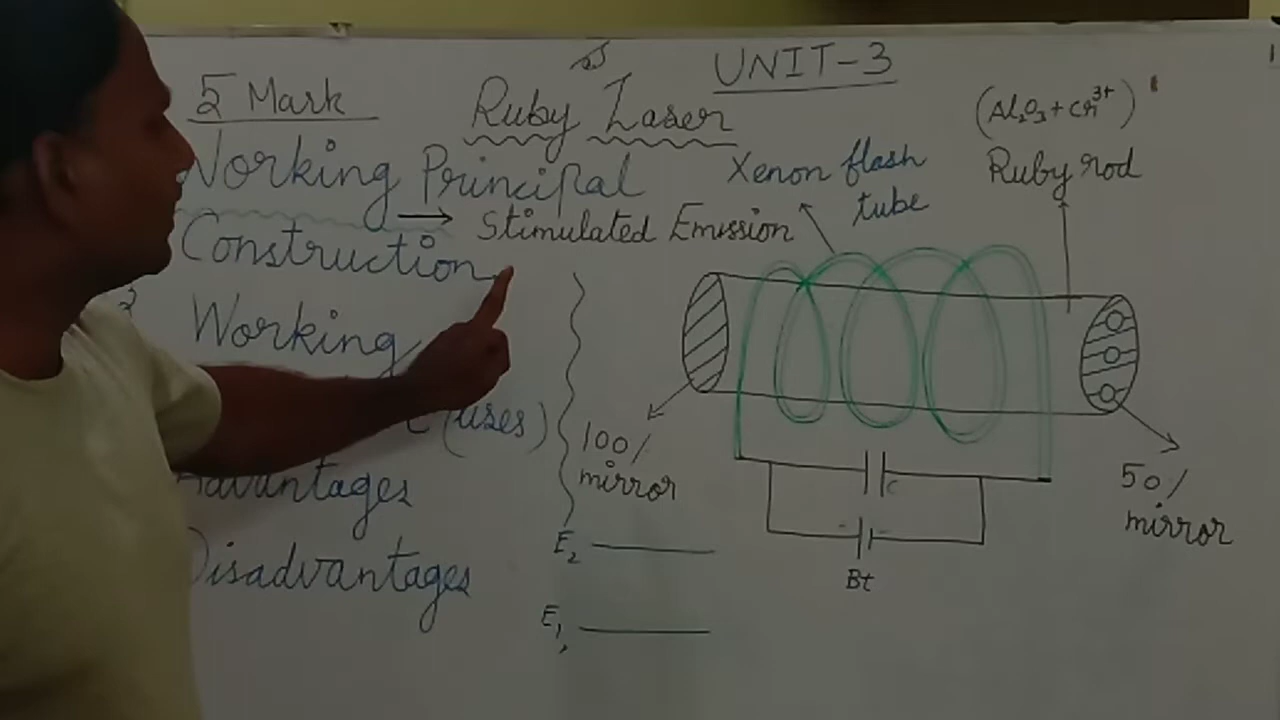 UNIT-3
5 Mark
Ruby Laser
(Al₂O₃+Cr³⁺)
Working Principal
→ Stimulated Emission
Xenon flash
tube
Ruby rod
Construction
Working
(uses)
Advantages
Disadvantages
100%
mirror
50%
mirror
C
Bt
E₂
E₁